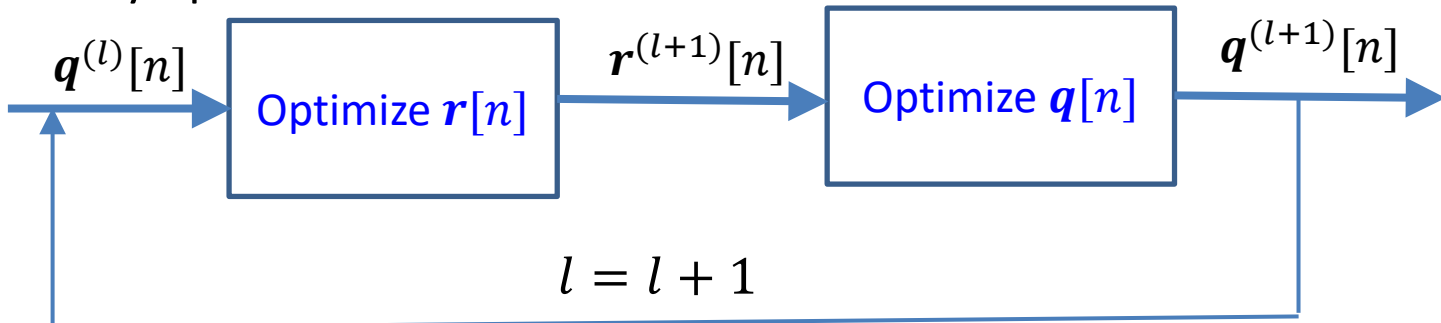 𝒒⁽ˡ⁾[𝑛]
Optimize 𝒓[𝑛]
𝒓⁽ˡ⁺¹⁾[𝑛]
Optimize 𝒒[𝑛]
𝒒⁽ˡ⁺¹⁾[𝑛]
𝑙 = 𝑙 + 1